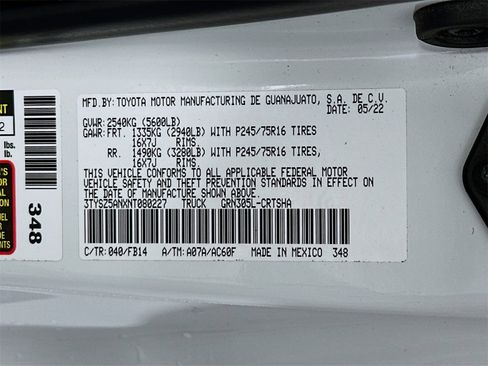 MFD.BY:TOYOTA MOTOR MANUFACTURING DE GUANAJUATO, S.A. DE C.V.
05/22
GVWR:2540KG (5600LB)
GAWR:FRT. 1335KG (2940LB) WITH P245/75R16 TIRES
16X7J RIMS,
RR. 1490KG (3280LB) WITH P245/75R16 TIRES,
16X7J RIMS.
THIS VEHICLE CONFORMS TO ALL APPLICABLE FEDERAL MOTOR
VEHICLE SAFETY AND THEFT PREVENTION STANDARDS IN EFFECT
ON THE DATE OF MANUFACTURE SHOWN ABOVE.
3TYSZ5ANXNT080227 TRUCK GRN305L-CRTSHA
C/TR:040/FB14 A/TM:A07A/AC60F MADE IN MEXICO 348
348
lbs.
lb.